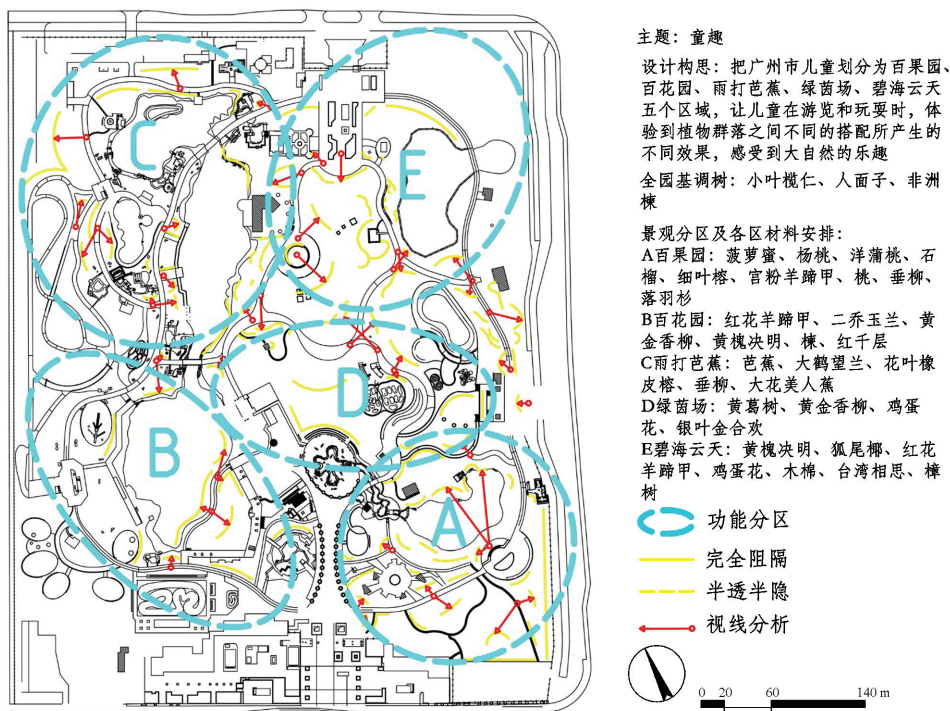 主题：童趣
设计构思：把广州市儿童划分为百果园、
百花园、雨打芭蕉、绿茵场、碧海云天
五个区域，让儿童在游览和玩耍时，体
验到植物群落之间不同的搭配所产生的
不同效果，感受到大自然的乐趣
全园基调树：小叶榄仁、人面子、非洲
楝
景观分区及各区材料安排：
A百果园：菠萝蜜、杨桃、洋蒲桃、石
榴、细叶榕、宫粉羊蹄甲、桃、垂柳、
落羽杉
B百花园：红花羊蹄甲、二乔玉兰、黄
金香柳、黄槐决明、楝、红千层
C雨打芭蕉：芭蕉、大鹤望兰、花叶橡
皮榕、垂柳、大花美人蕉
D绿茵场：黄葛树、黄金香柳、鸡蛋
花、银叶金合欢
E碧海云天：黄槐决明、狐尾椰、红花
羊蹄甲、鸡蛋花、木棉、台湾相思、樟
树
功能分区
完全阻隔
半透半隐
视线分析
0 20 60 140 m
C
E
D
B
A